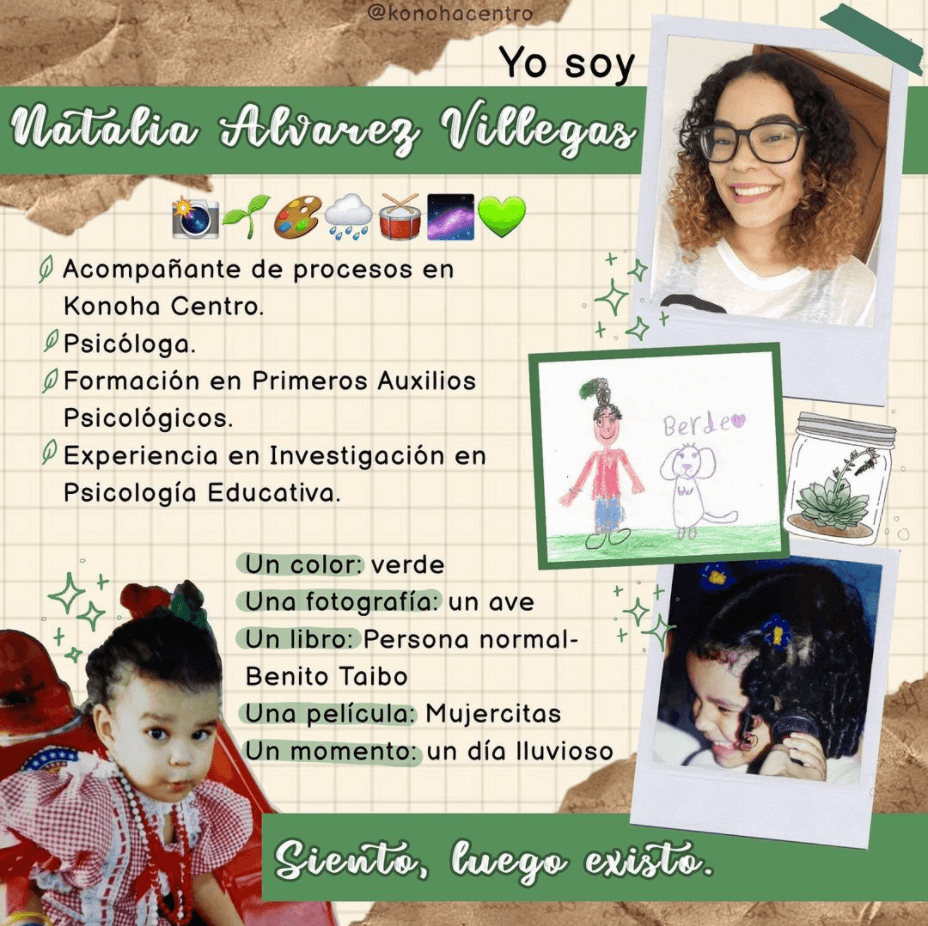 @konohacentro
Yo soy
Natalia Alvarez Villegas
Acompañante de procesos en
Konoha Centro.
Psicóloga.
Formación en Primeros Auxilios
Psicológicos.
Experiencia en Investigación en
Psicología Educativa.
Berde
Un color: verde
Una fotografía: un ave
Un libro: Persona normal-
Benito Taibo
Una película: Mujercitas
Un momento: un día lluvioso
Siento, luego existo.